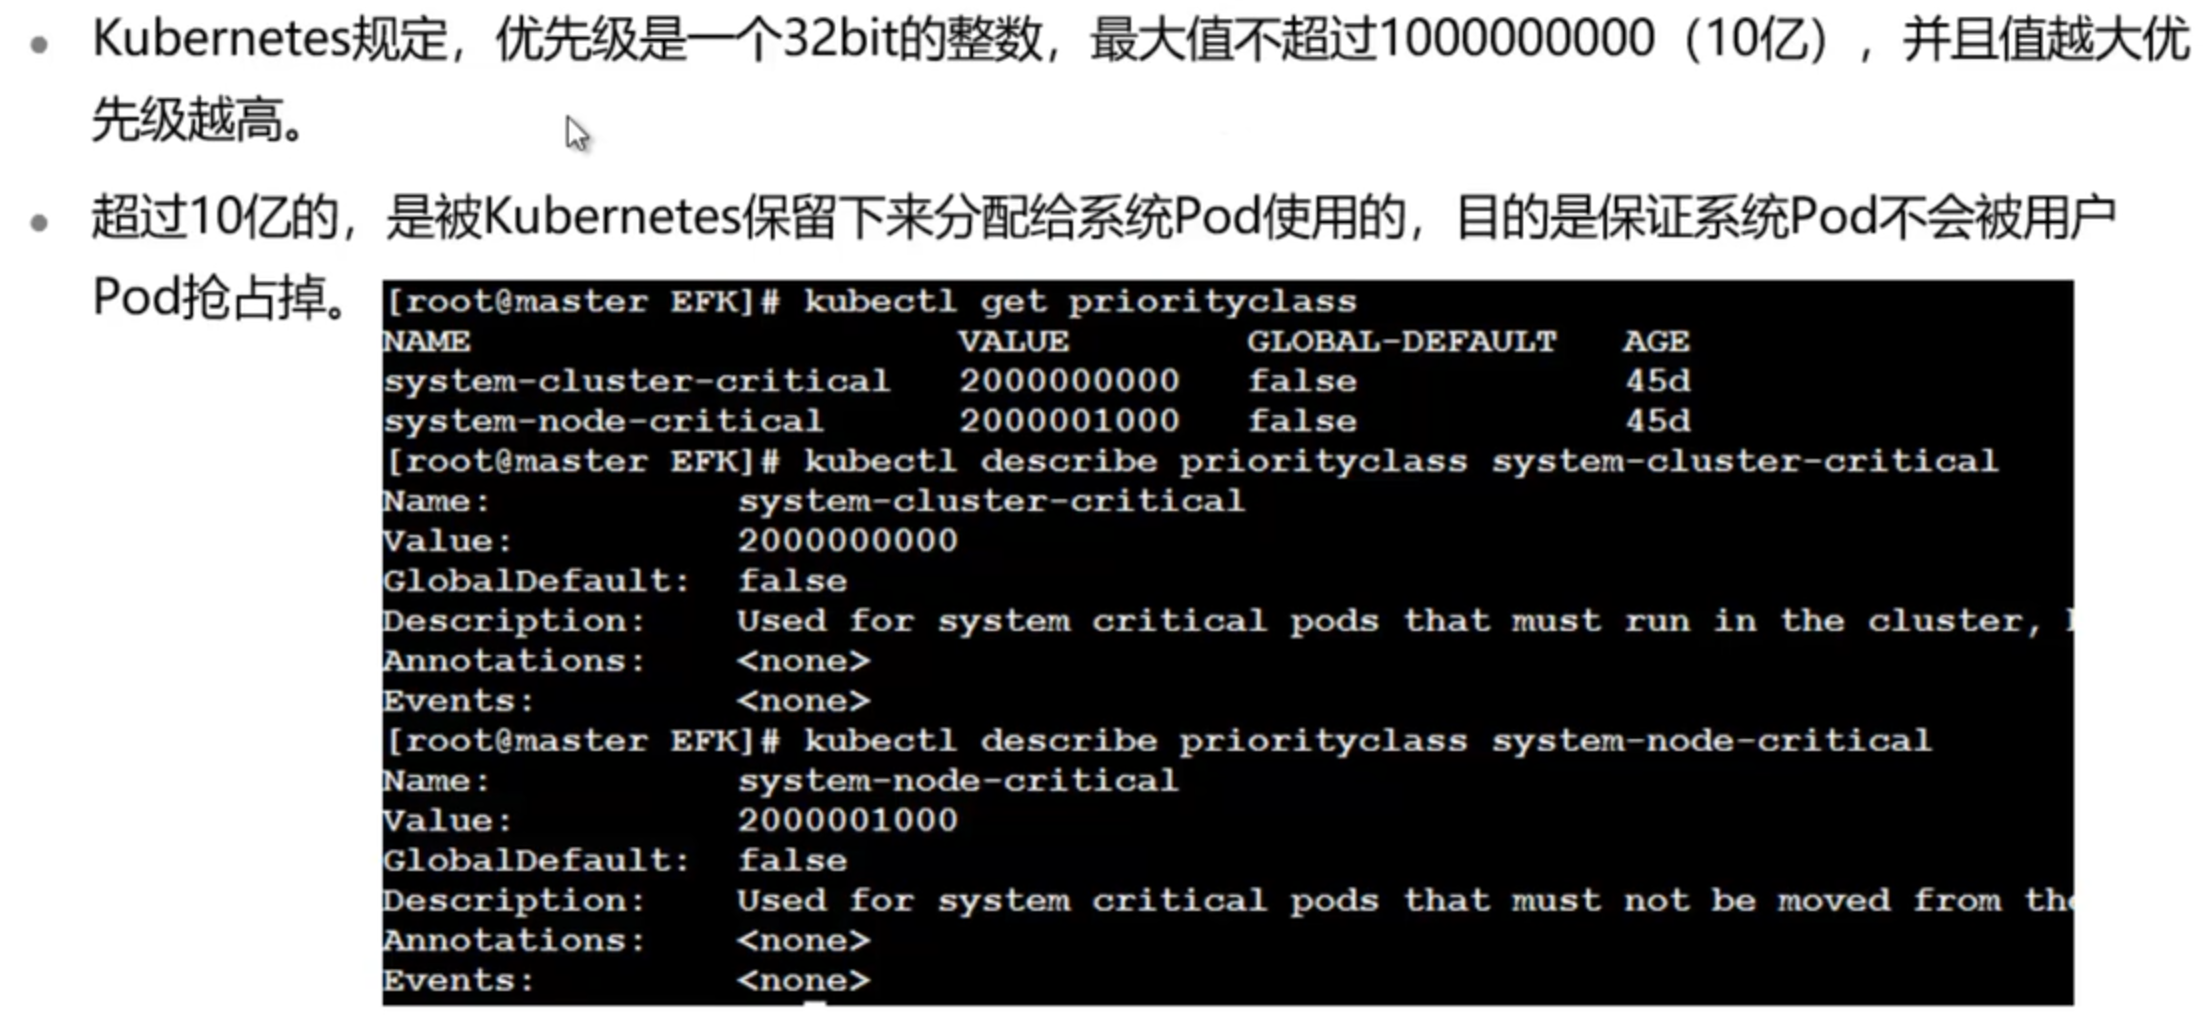 Kubernetes规定，优先级是一个32bit的整数，最大值不超过1000000000（10亿），并且值越大优
先级越高。
超过10亿的，是被Kubernetes保留下来分配给系统Pod使用的，目的是保证系统Pod不会被用户
Pod抢占掉。
[root@master EFK]# kubectl get priorityclass
NAME VALUE GLOBAL-DEFAULT AGE
system-cluster-critical 2000000000 false 45d
system-node-critical 2000001000 false 45d
[root@master EFK]# kubectl describe priorityclass system-cluster-critical
Name: system-cluster-critical
Value: 2000000000
GlobalDefault: false
Description: Used for system critical pods that must run in the cluster,
Annotations: <none>
Events: <none>
[root@master EFK]# kubectl describe priorityclass system-node-critical
Name: system-node-critical
Value: 2000001000
GlobalDefault: false
Description: Used for system critical pods that must not be moved from the
Annotations: <none>
Events: <none>